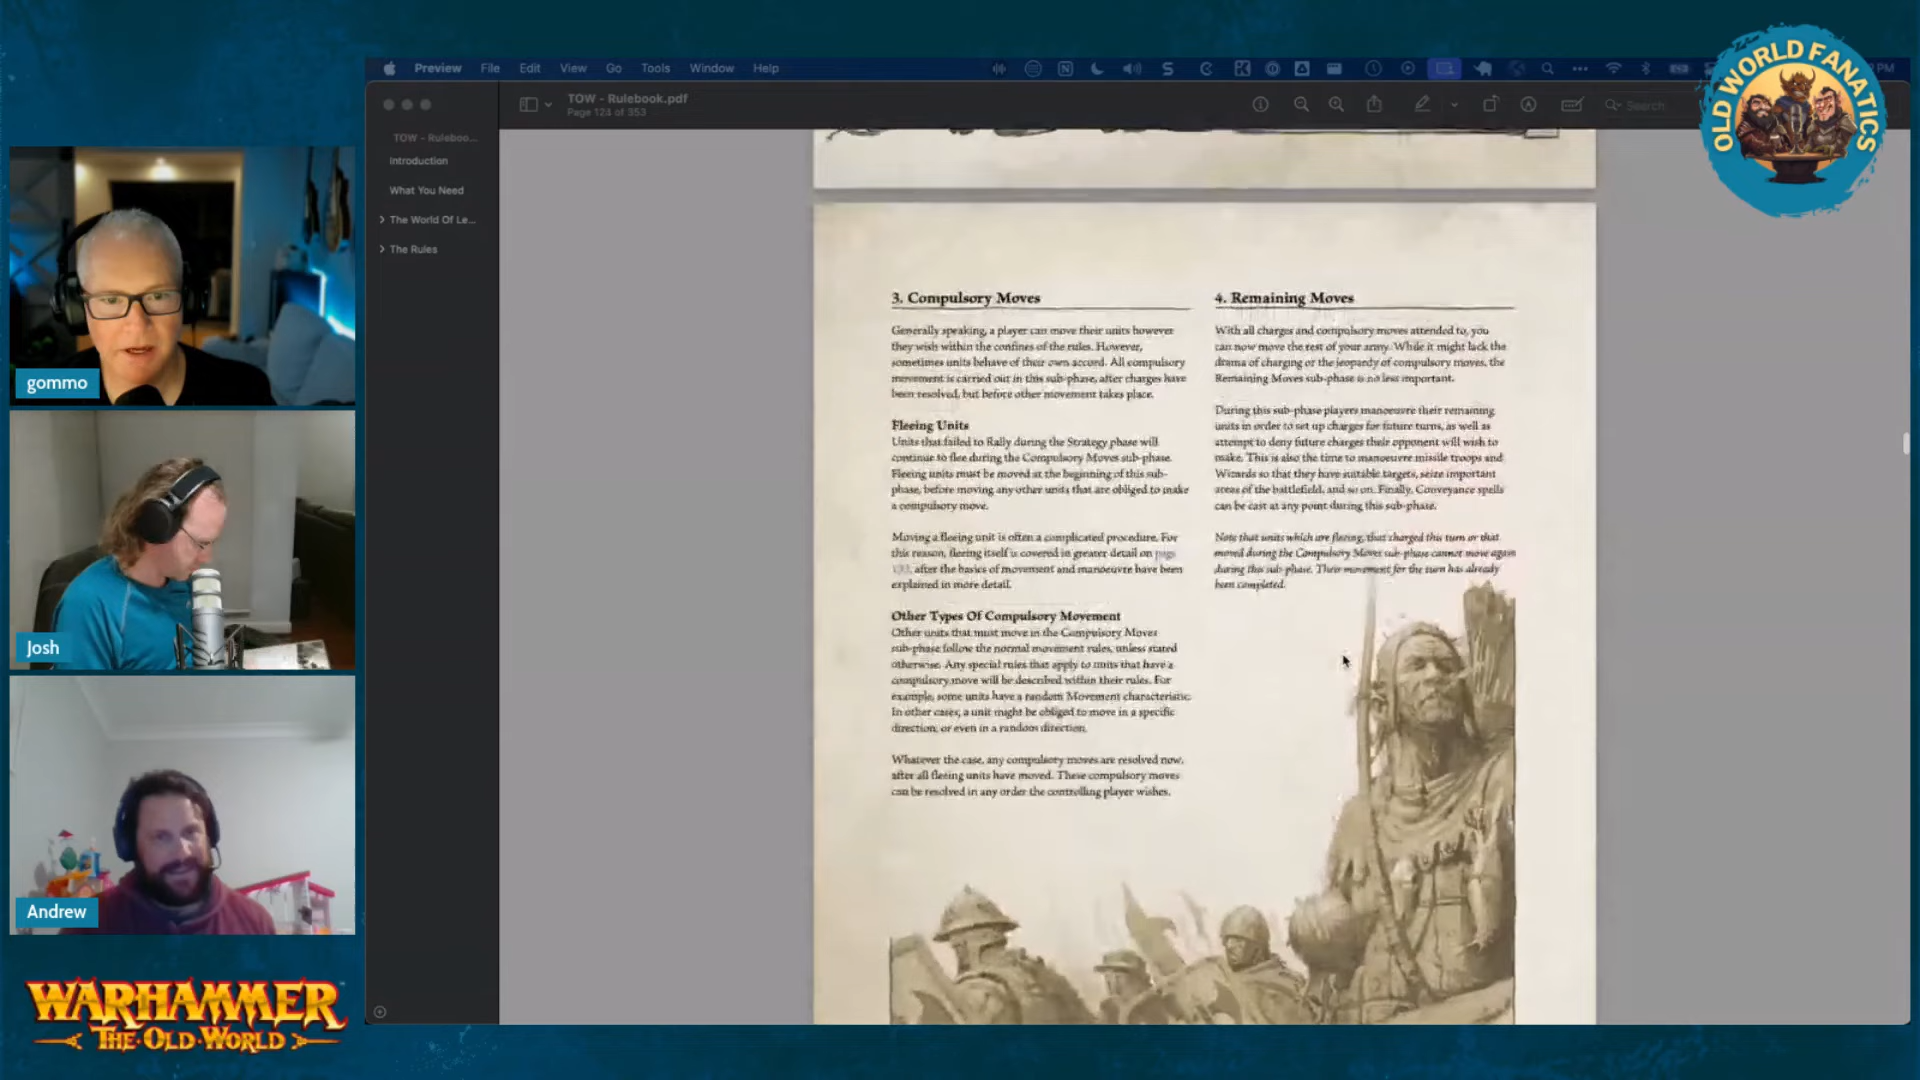 Preview File Edit View Go Tools Window Help
PM
TOW - Rulebook.pdf
Page 124 of 353
Search
OLD WORLD FANATICS
TOW - Ruleboo...
Introduction
What You Need
The World Of Le...
The Rules
gommo
Josh
Andrew
WARHAMMER
THE OLD WORLD
3. Compulsory Moves
Generally speaking, a player can move their units however
they wish within the confines of the rules. However,
sometimes units behave of their own accord. All compulsory
movement is carried out in this sub-phase, after charges have
been resolved, but before other movement takes place.
Fleeing Units
Units that failed to Rally during the Strategy phase will
continue to flee during the Compulsory Moves sub-phase.
Fleeing units must be moved at the beginning of this sub-
phase, before moving any other units that are obliged to make
a compulsory move.
Moving a fleeing unit is often a complicated procedure. For
this reason, fleeing itself is covered in greater detail on page
after the basics of movement and manoeuvre have been
explained in more detail.
Other Types Of Compulsory Movement
Other units that must move in the Compulsory Moves
sub-phase follow the normal movement rules, unless stated
otherwise. Any special rules that apply to units that have a
compulsory move will be described within their rules. For
example, some units have a random Movement characteristic.
In other cases, a unit might be obliged to move in a specific
direction, or even in a random direction.
Whatever the case, any compulsory moves are resolved now,
after all fleeing units have moved. These compulsory moves
can be resolved in any order the controlling player wishes.
4. Remaining Moves
With all charges and compulsory moves attended to, you
can now move the rest of your army. While it might lack the
drama of charging or the jeopardy of compulsory moves, the
Remaining Moves sub-phase is no less important.
During this sub-phase players manoeuvre their remaining
units in order to set up charges for future turns, as well as
attempt to deny future charges their opponent will wish to
make. This is also the time to manoeuvre missile troops and
Wizards so that they have suitable targets, seize important
areas of the battlefield, and so on. Finally, Conveyance spells
can be cast at any point during this sub-phase.
Note that units which are fleeing, that charged this turn or that
moved during the Compulsory Moves sub-phase cannot move again
during this sub-phase. Their movement for the turn has already
been completed.